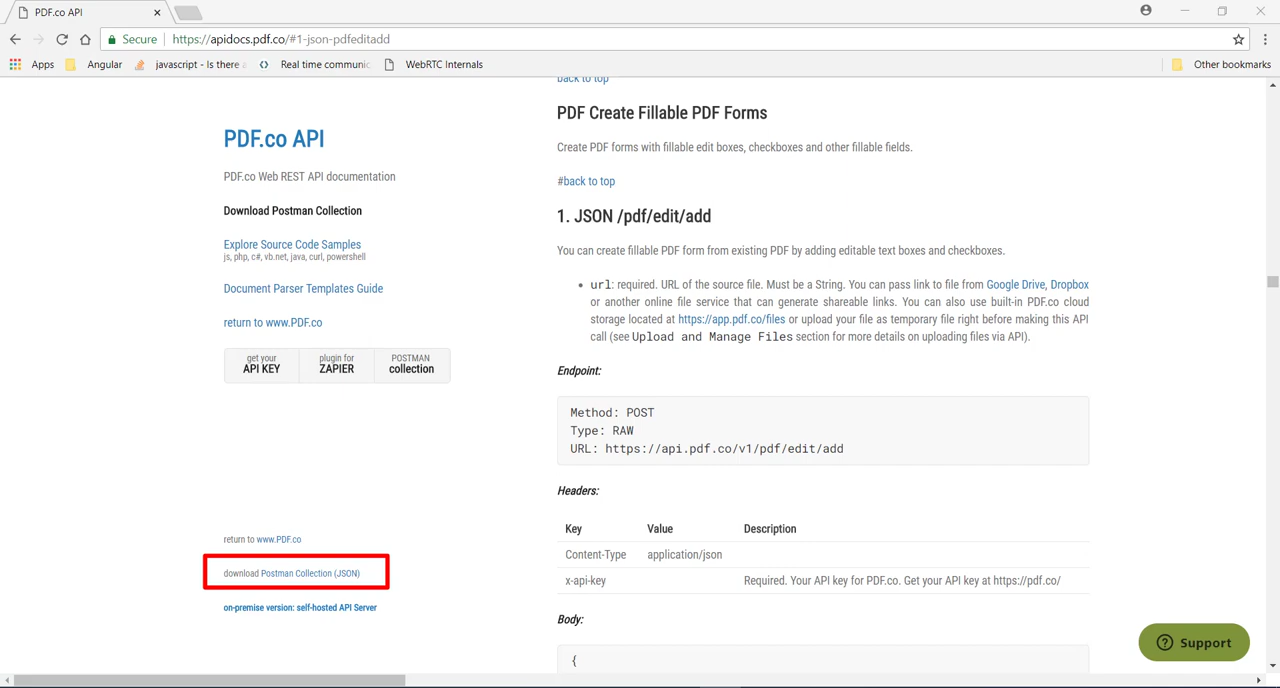 PDF.co API
Secure
https://apidocs.pdf.co/#1-json-pdfeditadd
Apps
Angular
javascript - Is there a
Real time communic
WebRTC Internals
Other bookmarks
PDF.co API
PDF.co Web REST API documentation
Download Postman Collection
Explore Source Code Samples
js, php, c#, vb.net, java, curl, powershell
Document Parser Templates Guide
return to www.PDF.co
get your
API KEY
plugin for
ZAPIER
POSTMAN
collection
return to www.PDF.co
download Postman Collection (JSON)
on-premise version: self-hosted API Server
back to top
PDF Create Fillable PDF Forms
Create PDF forms with fillable edit boxes, checkboxes and other fillable fields.
#back to top
1. JSON /pdf/edit/add
You can create fillable PDF form from existing PDF by adding editable text boxes and checkboxes.
• url: required. URL of the source file. Must be a String. You can pass link to file from Google Drive, Dropbox
or another online file service that can generate shareable links. You can also use built-in PDF.co cloud
storage located at https://app.pdf.co/files or upload your file as temporary file right before making this API
call (see Upload and Manage Files section for more details on uploading files via API).
Endpoint:
Method: POST
Type: RAW
URL: https://api.pdf.co/v1/pdf/edit/add
Headers:
Key Value Description
Content-Type application/json
x-api-key Required. Your API key for PDF.co. Get your API key at https://pdf.co/
Body:
{
Support